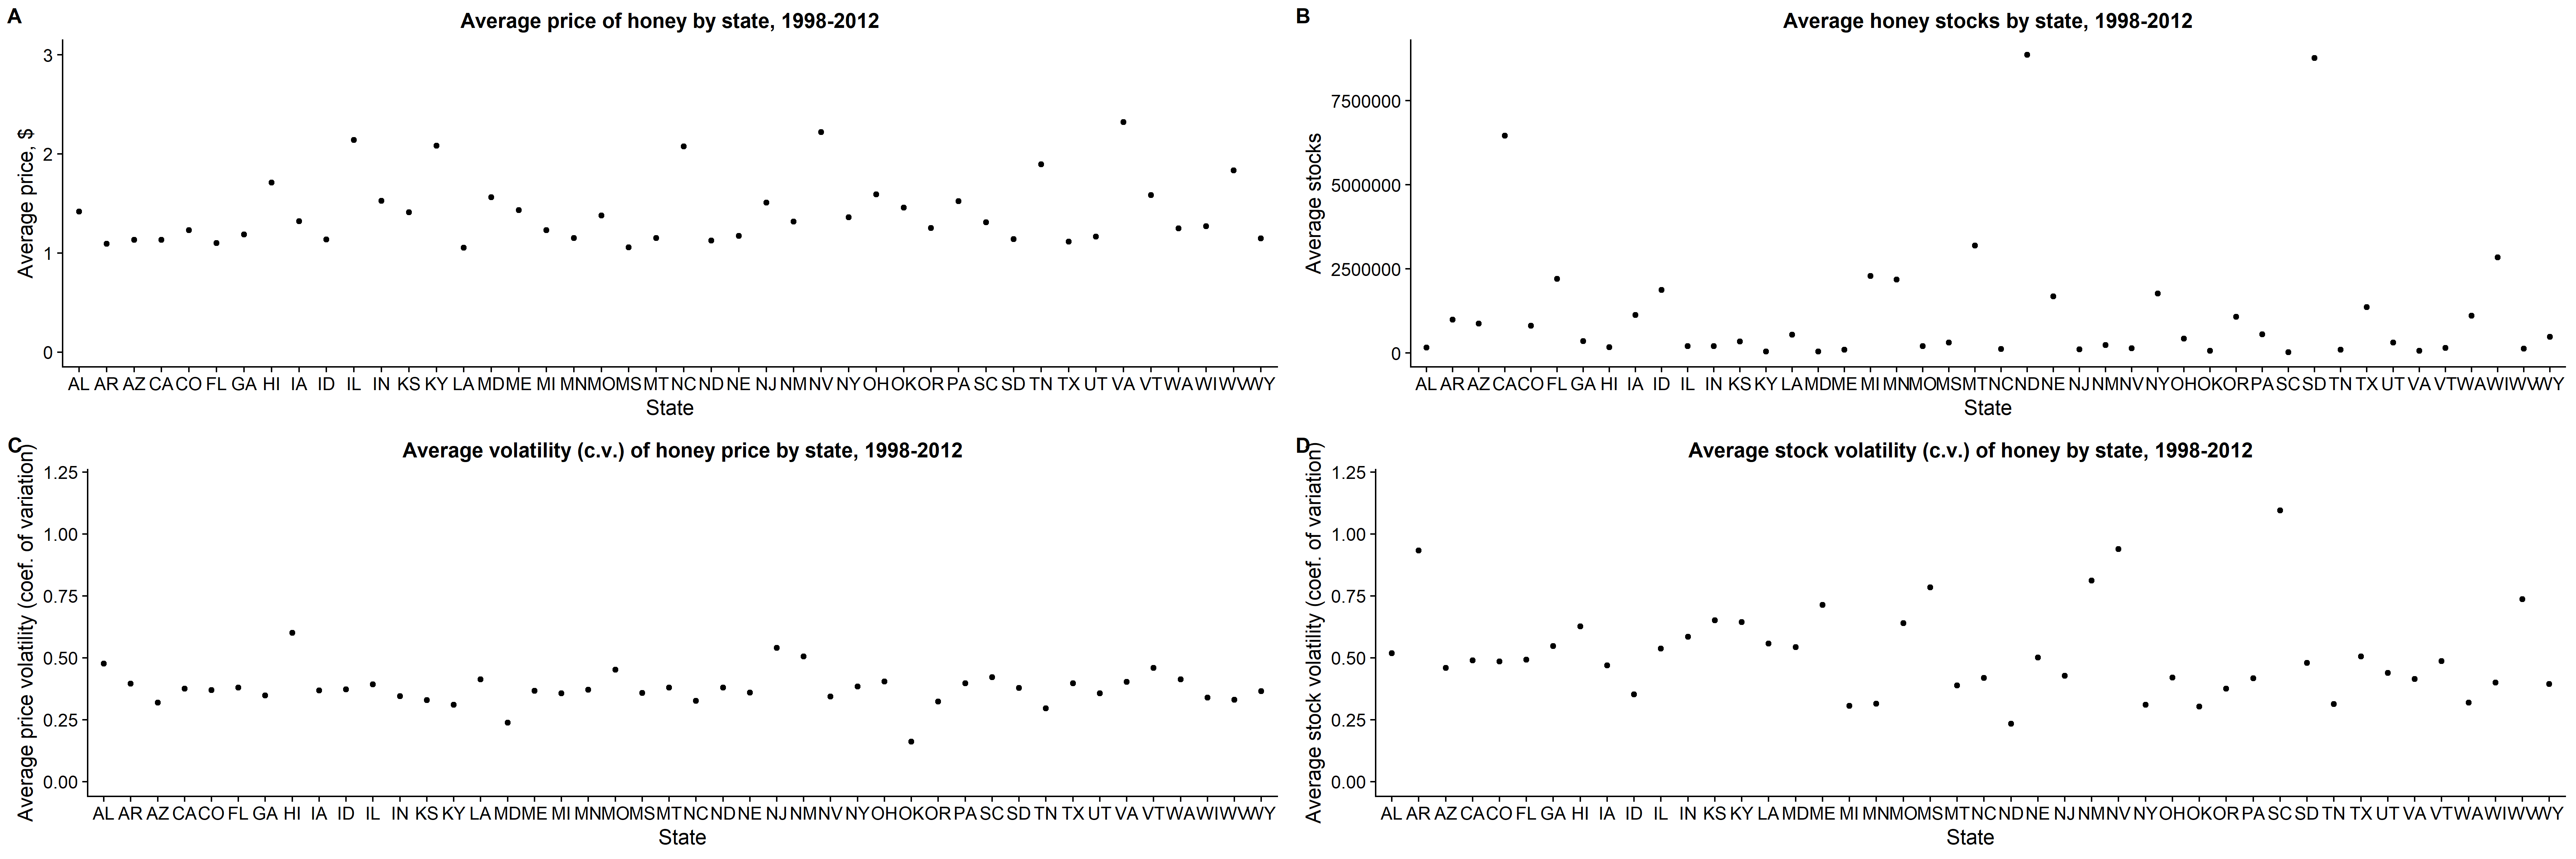 A
Average price of honey by state, 1998-2012
Average price, $
3
2
1
0
AL AR AZ CA CO FL GA HI IA ID IL IN KS KY LA MD ME MI MN MO MS MT NC ND NE NJ NM NV NY OH OK OR PA SC SD TN TX UT VA VT WA WI WV WY
State
B
Average honey stocks by state, 1998-2012
Average stocks
7500000
5000000
2500000
0
AL AR AZ CA CO FL GA HI IA ID IL IN KS KY LA MD ME MI MN MO MS MT NC ND NE NJ NM NV NY OH OK OR PA SC SD TN TX UT VA VT WA WI WV WY
State
C
Average volatility (c.v.) of honey price by state, 1998-2012
Average price volatility (coef. of variation)
1.25
1.00
0.75
0.50
0.25
0.00
AL AR AZ CA CO FL GA HI IA ID IL IN KS KY LA MD ME MI MN MO MS MT NC ND NE NJ NM NV NY OH OK OR PA SC SD TN TX UT VA VT WA WI WV WY
State
D
Average stock volatility (c.v.) of honey by state, 1998-2012
Average stock volatility (coef. of variation)
1.25
1.00
0.75
0.50
0.25
0.00
AL AR AZ CA CO FL GA HI IA ID IL IN KS KY LA MD ME MI MN MO MS MT NC ND NE NJ NM NV NY OH OK OR PA SC SD TN TX UT VA VT WA WI WV WY
State